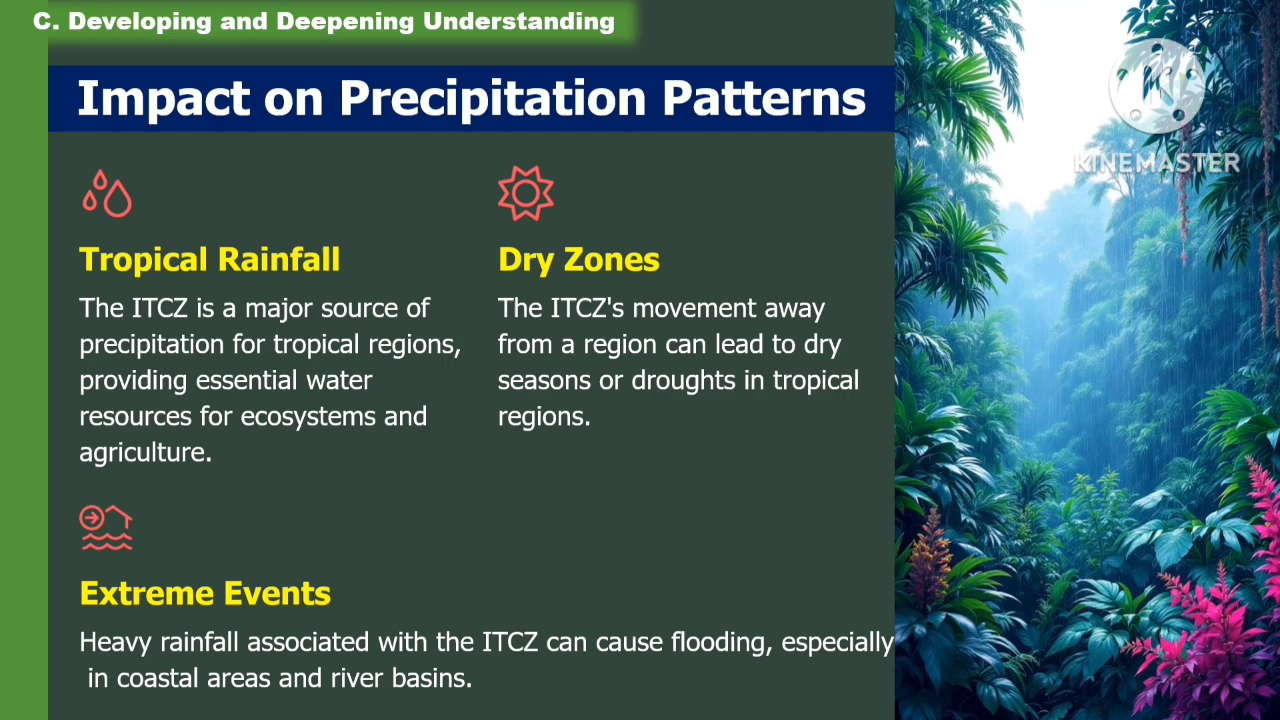 C. Developing and Deepening Understanding
Impact on Precipitation Patterns
KINEMASTER
Tropical Rainfall
The ITCZ is a major source of
precipitation for tropical regions,
providing essential water
resources for ecosystems and
agriculture.
Dry Zones
The ITCZ's movement away
from a region can lead to dry
seasons or droughts in tropical
regions.
Extreme Events
Heavy rainfall associated with the ITCZ can cause flooding, especially
in coastal areas and river basins.